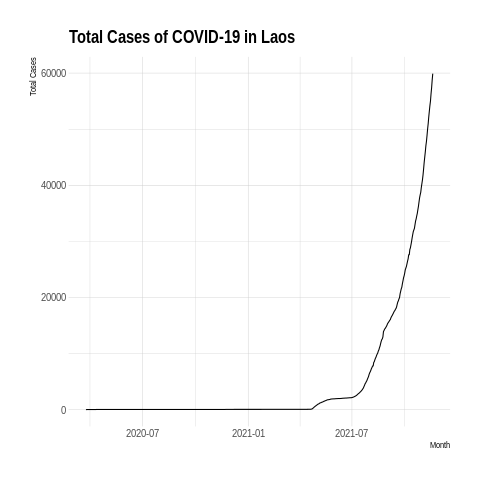 Total Cases of COVID-19 in Laos
Total Cases
60000
40000
20000
0
2020-07
2021-01
2021-07
Month